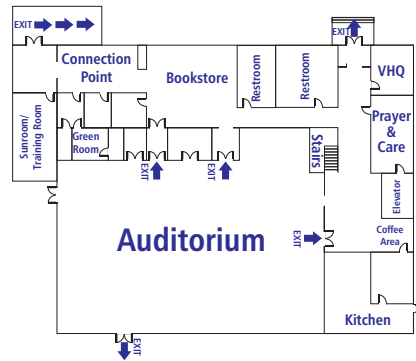 EXIT
EXIT
Connection
Point
Bookstore
Restroom
Restroom
VHQ
Sunroom/
Training Room
Green
Room
Prayer
&
Care
Stairs
EXIT
EXIT
Elevator
Auditorium
EXIT
Coffee
Area
Kitchen
EXIT